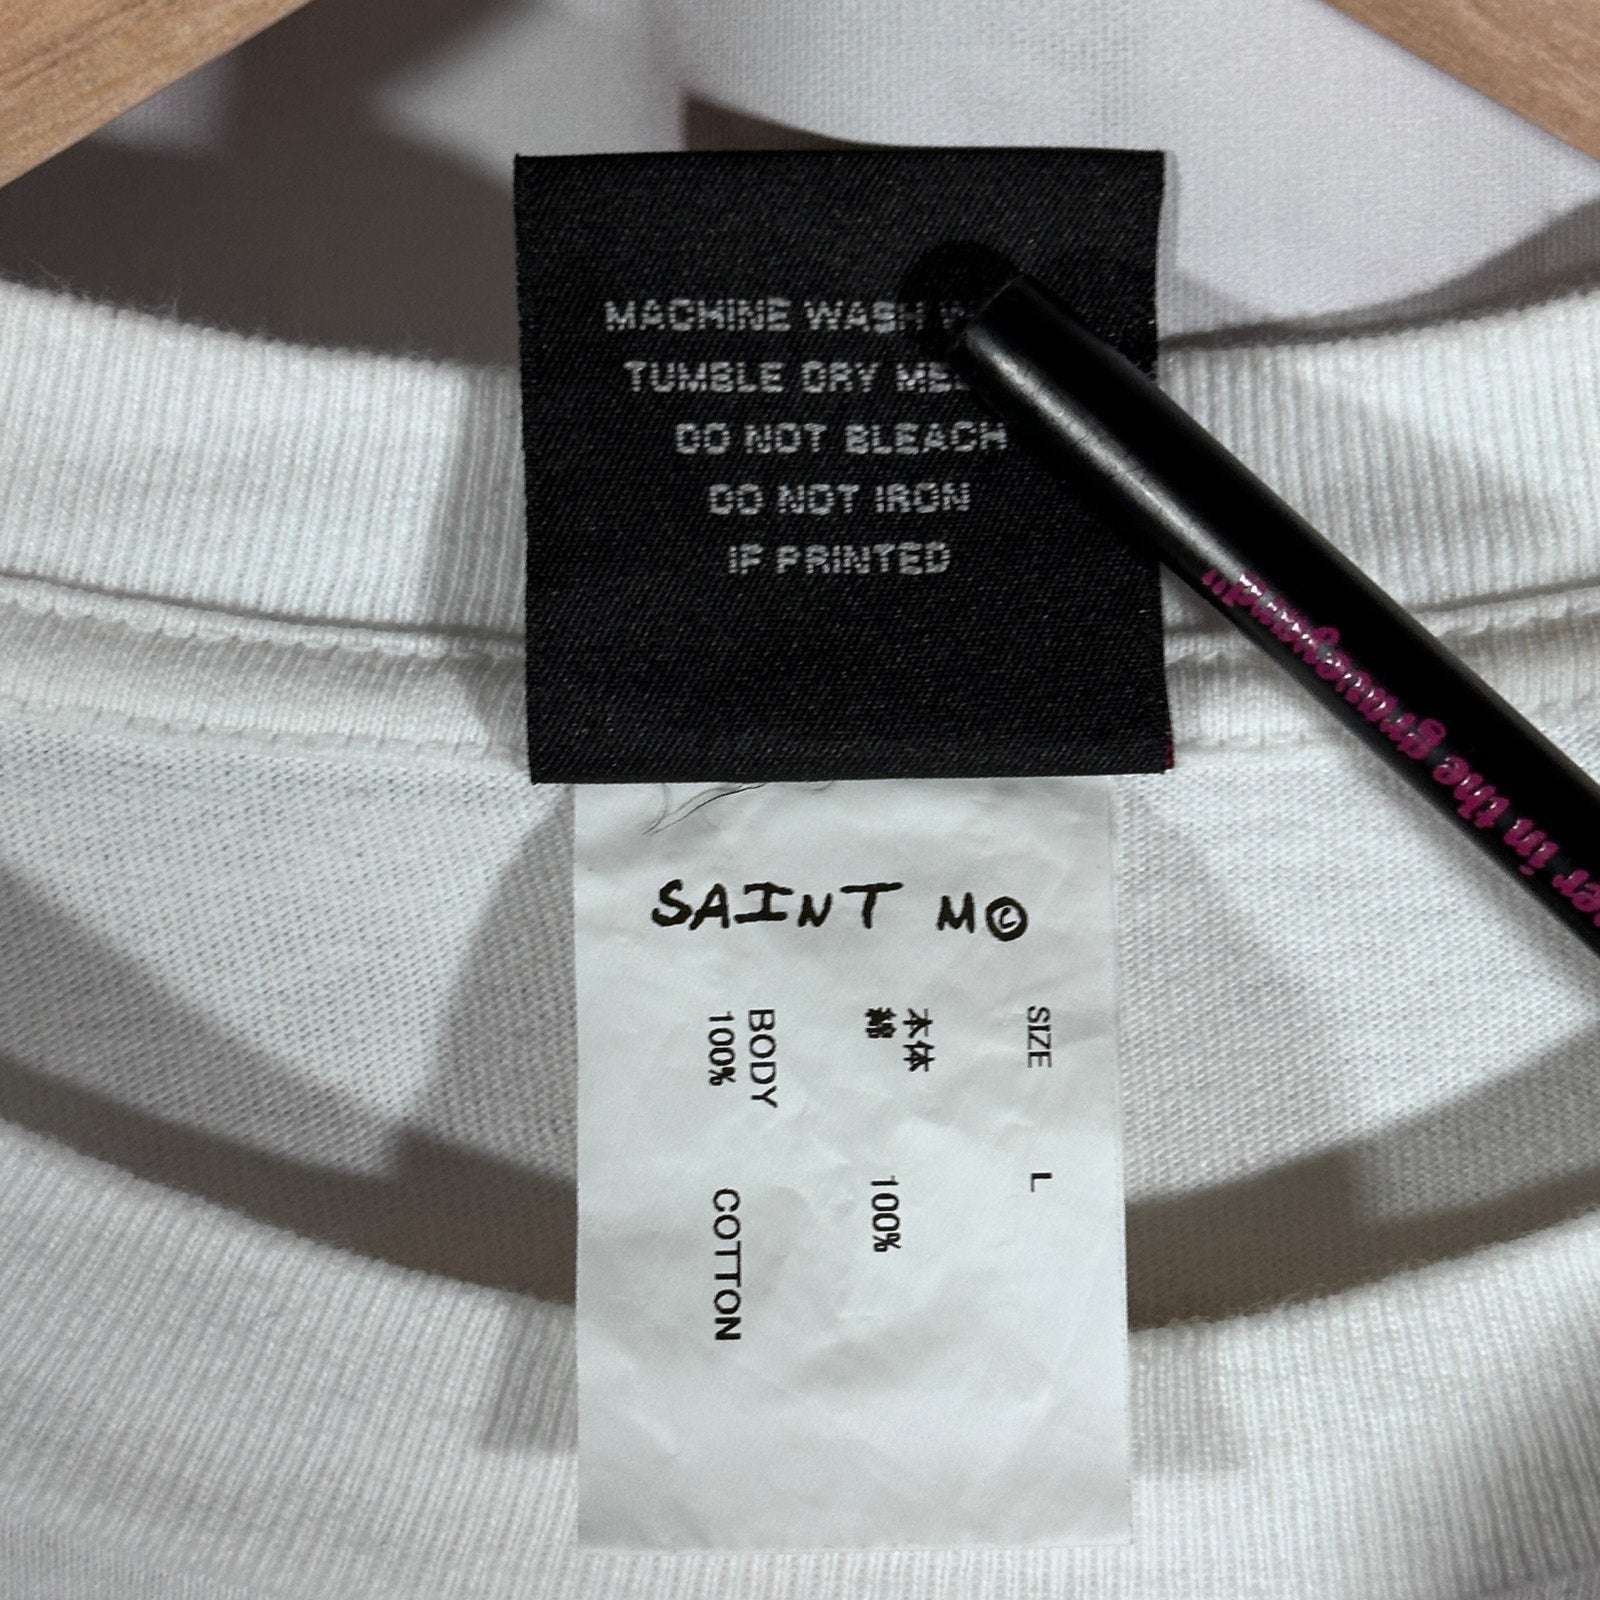 MACHINE WASH
TUMBLE DRY
DO NOT BLEACH
DO NOT IRON
IF PRINTED
SAINT M©
SIZE L
本体
綿 100%
BODY
100% COTTON
in the graveyard"